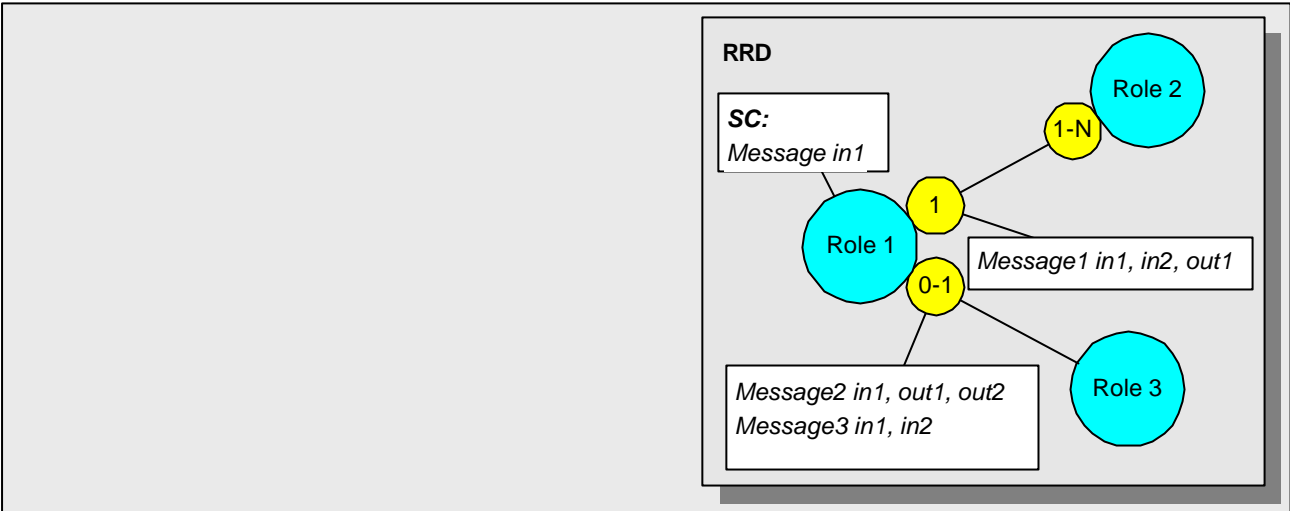 RRD
Role 2
SC:
1-N
Message in1
1
Role 1
Message1 in1, in2, out1
0-1
Message2 in1, out1, out2
Role 3
Message3 in1, in2